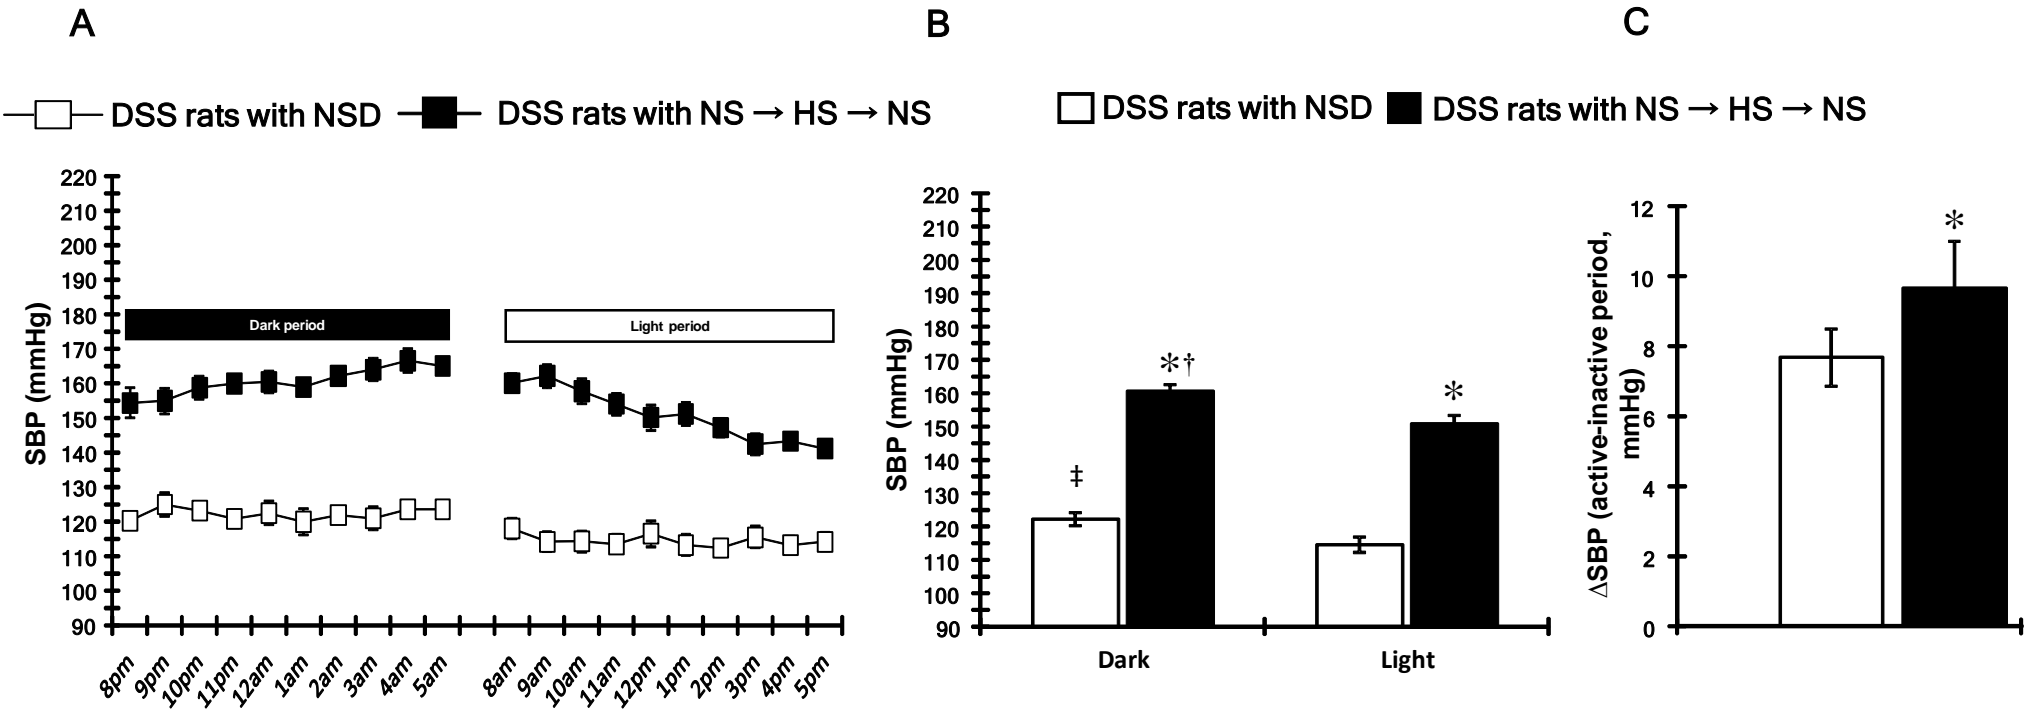 A
DSS rats with NSD
DSS rats with NS → HS → NS
220
210
200
190
180
170
160
150
140
130
120
110
100
90
SBP (mmHg)
Dark period
Light period
8pm
9pm
10pm
11pm
12am
1am
2am
3am
4am
5am
8am
9am
10am
11am
12pm
1pm
2pm
3pm
4pm
5pm
B
DSS rats with NSD
DSS rats with NS → HS → NS
220
210
200
190
180
170
160
150
140
130
120
110
100
90
SBP (mmHg)
‡
*†
*
Dark
Light
C
12
10
8
6
4
2
0
ΔSBP (active-inactive period,
mmHg)
*